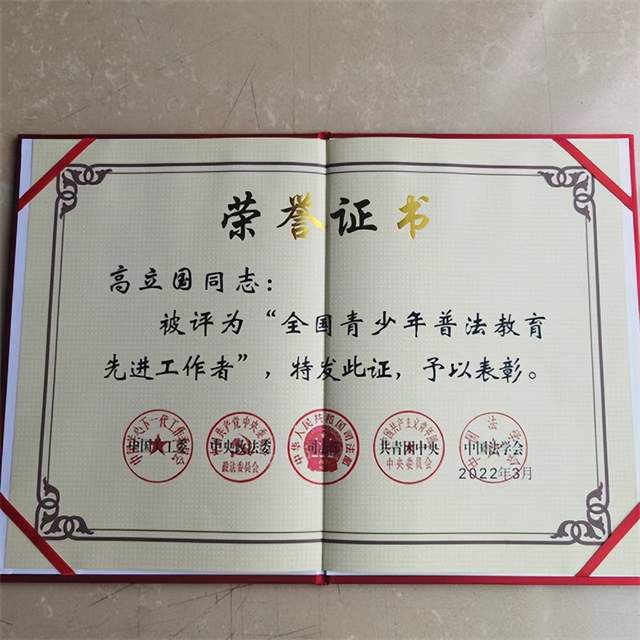 荣誉证书
高立国同志：
被评为“全国青少年普法教育
先进工作者”，特发此证，予以表彰。
中国关工委 中央政法委 司法部 共青团中央 中国法学会
2022年3月